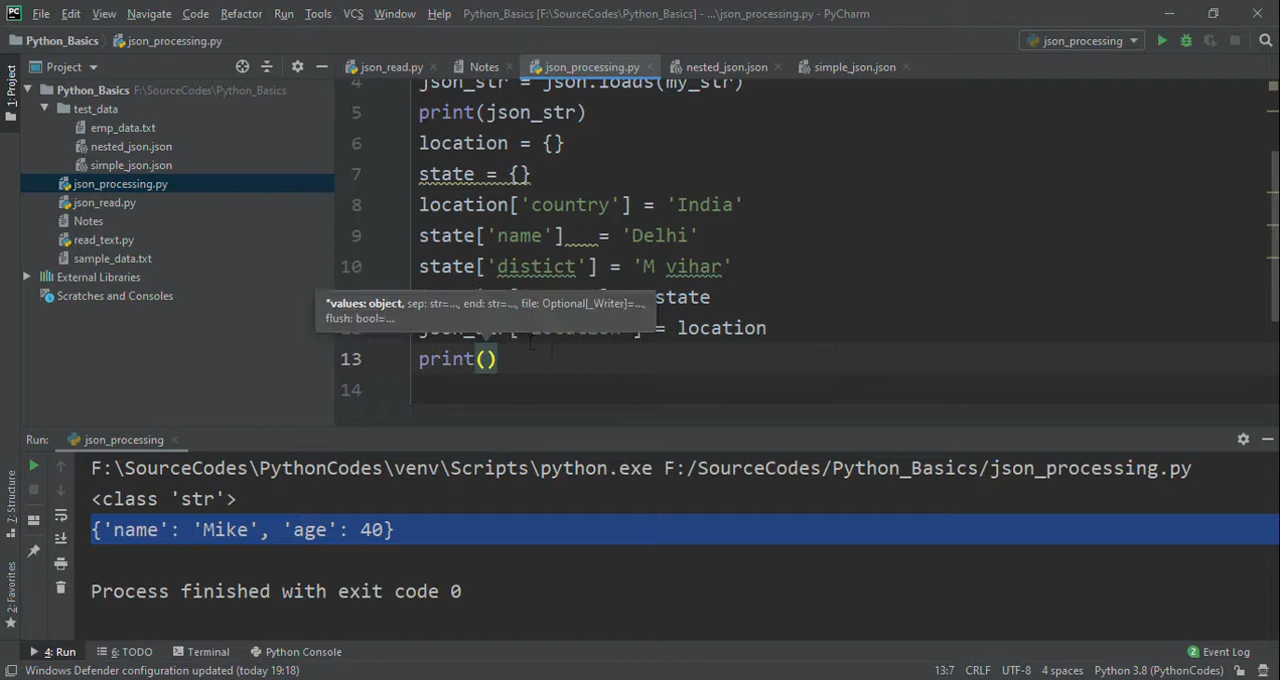 PC File Edit View Navigate Code Refactor Run Tools VCS Window Help Python_Basics [F:\SourceCodes\Python_Basics] - ...\json_processing.py - PyCharm
Python_Basics json_processing.py json_processing
Project json_read.py Notes json_processing.py nested_json.json simple_json.json
1: Project
Python_Basics F:\SourceCodes\Python_Basics
test_data
emp_data.txt
nested_json.json
simple_json.json
json_processing.py
json_read.py
Notes
read_text.py
sample_data.txt
External Libraries
Scratches and Consoles
4 json_str = json.loads(my_str)
5 print(json_str)
6 location = {}
7 state = {}
8 location['country'] = 'India'
9 state['name'] = 'Delhi'
10 state['distict'] = 'M vihar'
state
*values: object, sep: str=..., end: str=..., file: Optional[_Writer]=...,
flush: bool=...
= location
13 print()
14
Run: json_processing
F:\SourceCodes\PythonCodes\venv\Scripts\python.exe F:/SourceCodes/Python_Basics/json_processing.py
<class 'str'>
{'name': 'Mike', 'age': 40}
Process finished with exit code 0
7: Structure
2: Favorites
4: Run 6: TODO Terminal Python Console 2 Event Log
Windows Defender configuration updated (today 19:18) 13:7 CRLF UTF-8 4 spaces Python 3.8 (PythonCodes)